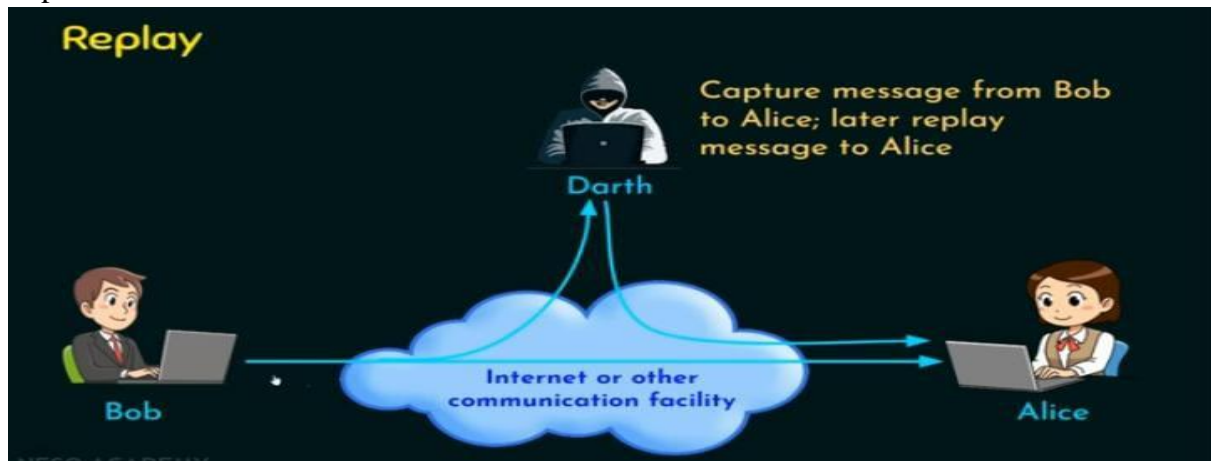 Replay
Capture message from Bob
to Alice; later replay
message to Alice
Darth
Internet or other
communication facility
Bob
Alice